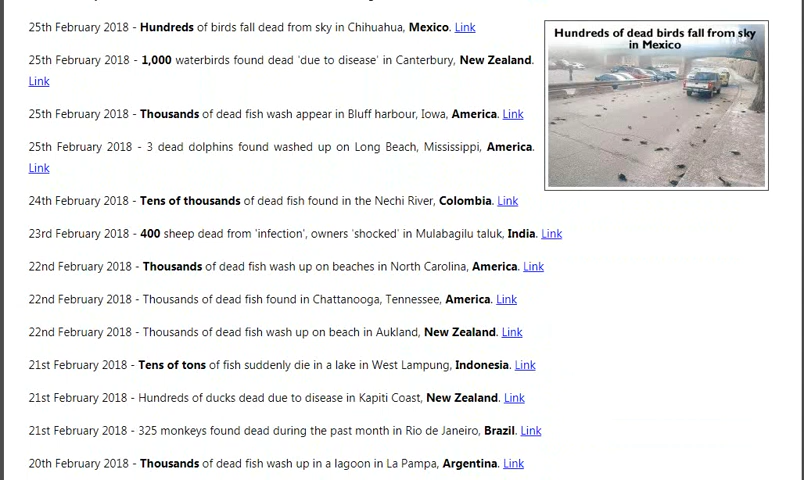 25th February 2018 - Hundreds of birds fall dead from sky in Chihuahua, Mexico. Link
Hundreds of dead birds fall from sky
in Mexico
25th February 2018 - 1,000 waterbirds found dead 'due to disease' in Canterbury, New Zealand.
Link
25th February 2018 - Thousands of dead fish wash appear in Bluff harbour, Iowa, America. Link
25th February 2018 - 3 dead dolphins found washed up on Long Beach, Mississippi, America.
Link
24th February 2018 - Tens of thousands of dead fish found in the Nechi River, Colombia. Link
23rd February 2018 - 400 sheep dead from 'infection', owners 'shocked' in Mulabagilu taluk, India. Link
22nd February 2018 - Thousands of dead fish wash up on beaches in North Carolina, America. Link
22nd February 2018 - Thousands of dead fish found in Chattanooga, Tennessee, America. Link
22nd February 2018 - Thousands of dead fish wash up on beach in Aukland, New Zealand. Link
21st February 2018 - Tens of tons of fish suddenly die in a lake in West Lampung, Indonesia. Link
21st February 2018 - Hundreds of ducks dead due to disease in Kapiti Coast, New Zealand. Link
21st February 2018 - 325 monkeys found dead during the past month in Rio de Janeiro, Brazil. Link
20th February 2018 - Thousands of dead fish wash up in a lagoon in La Pampa, Argentina. Link